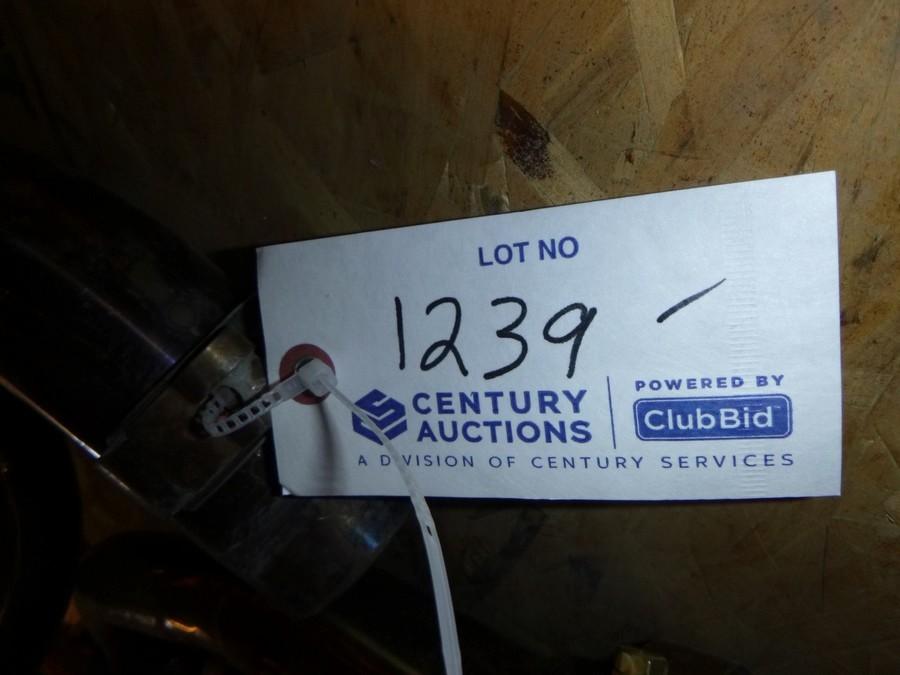 LOT NO
1239 -
CENTURY AUCTIONS
A DIVISION OF CENTURY SERVICES
POWERED BY
ClubBid